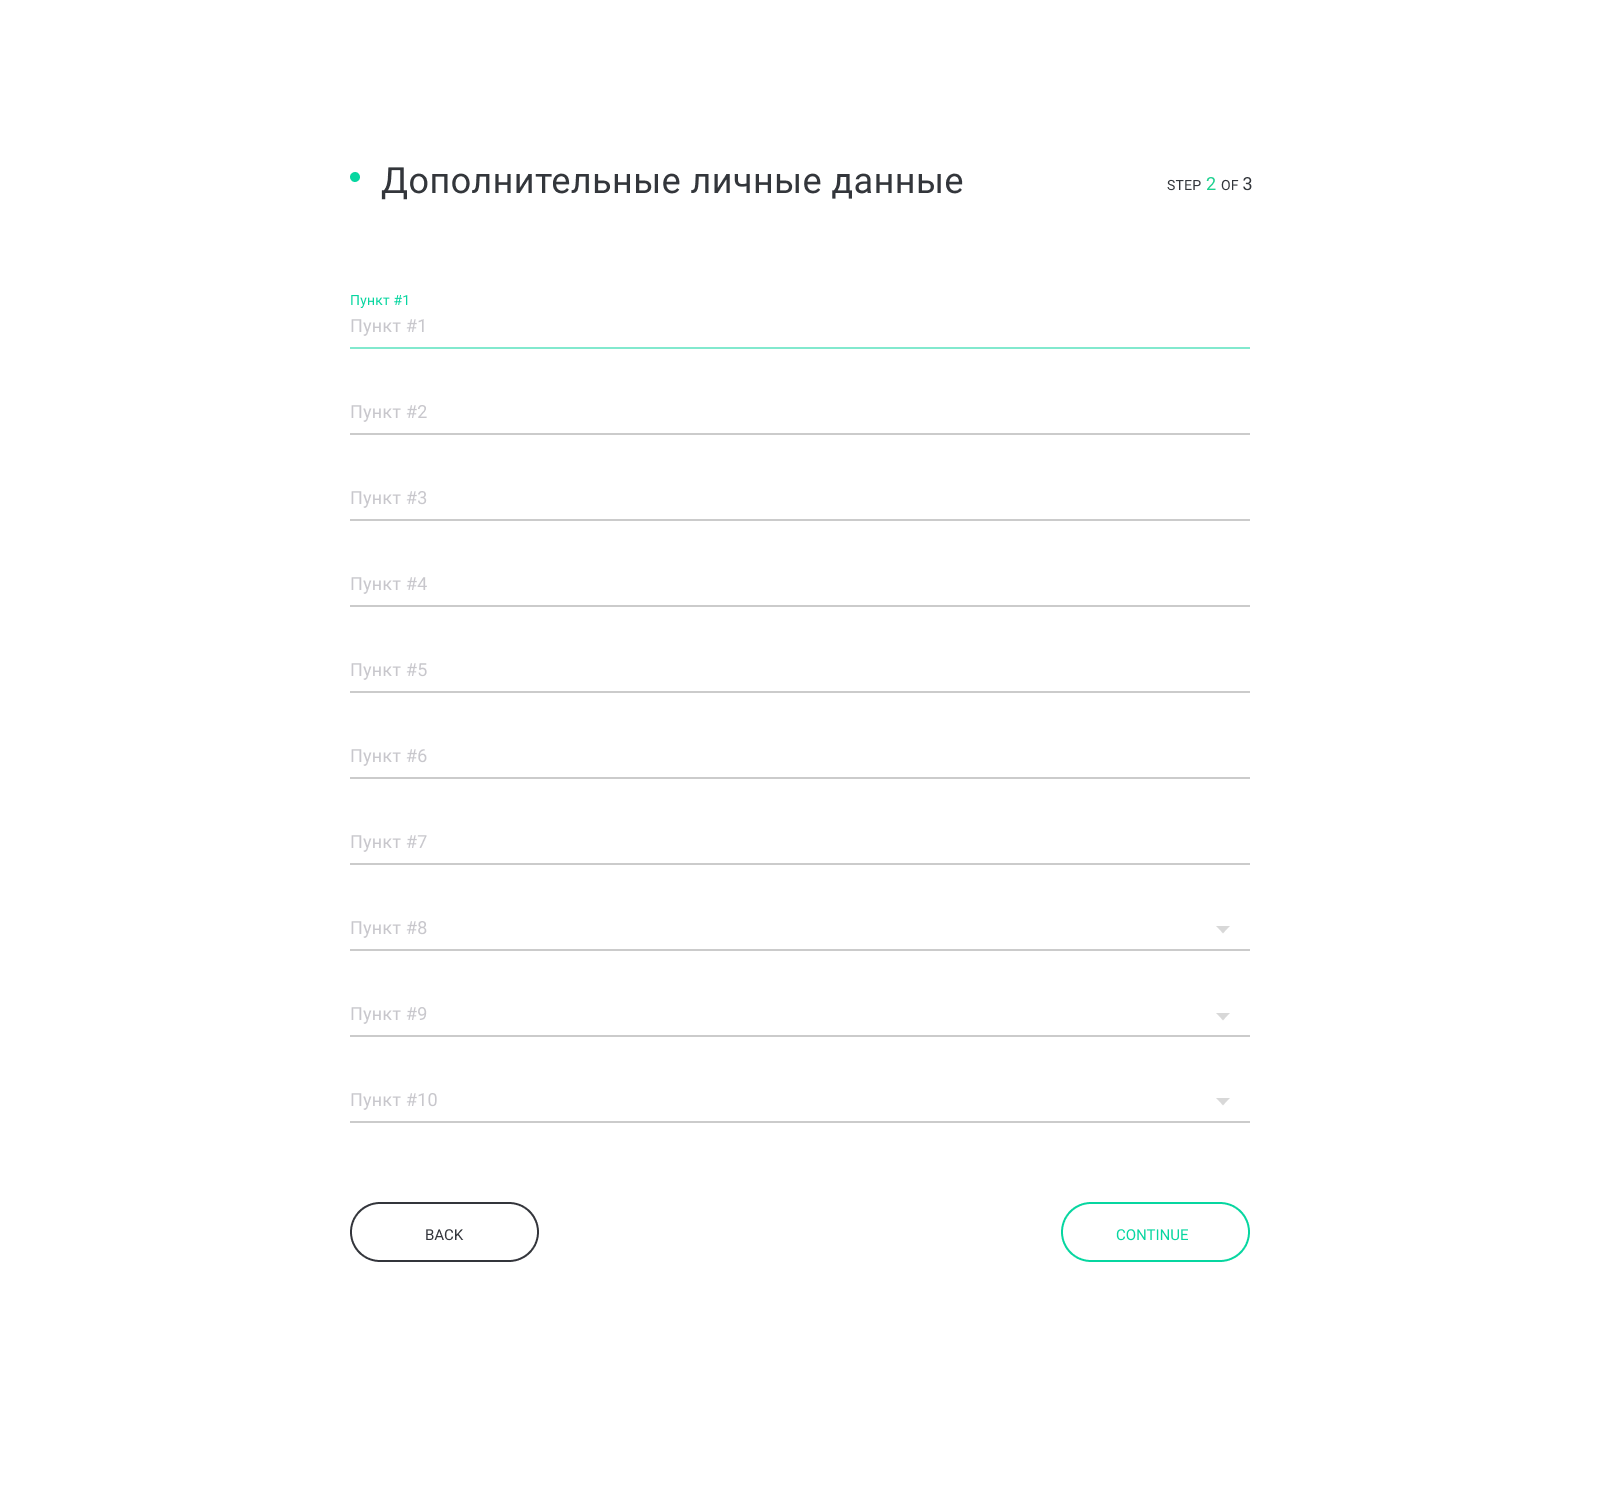 Дополнительные личные данные
STEP 2 OF 3
Пункт #1
Пункт #1
Пункт #2
Пункт #3
Пункт #4
Пункт #5
Пункт #6
Пункт #7
Пункт #8
Пункт #9
Пункт #10
BACK
CONTINUE